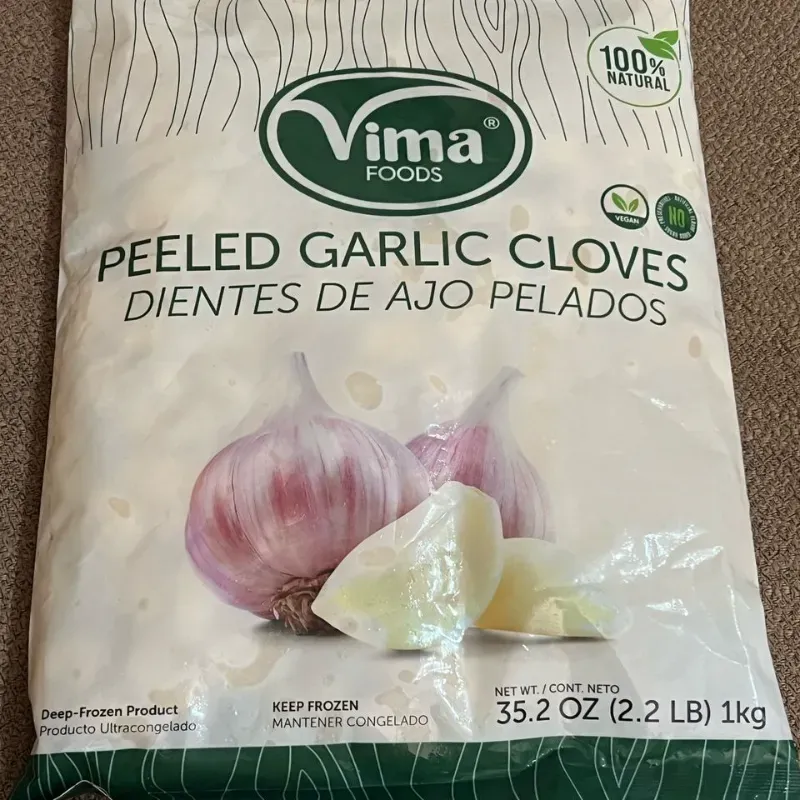 100%
NATURAL
Vima®
FOODS
VEGAN
NO
PEELED GARLIC CLOVES
DIENTES DE AJO PELADOS
Deep-Frozen Product
Producto Ultracongelado
KEEP FROZEN
MANTENER CONGELADO
NET WT. / CONT. NETO
35.2 OZ (2.2 LB) 1kg